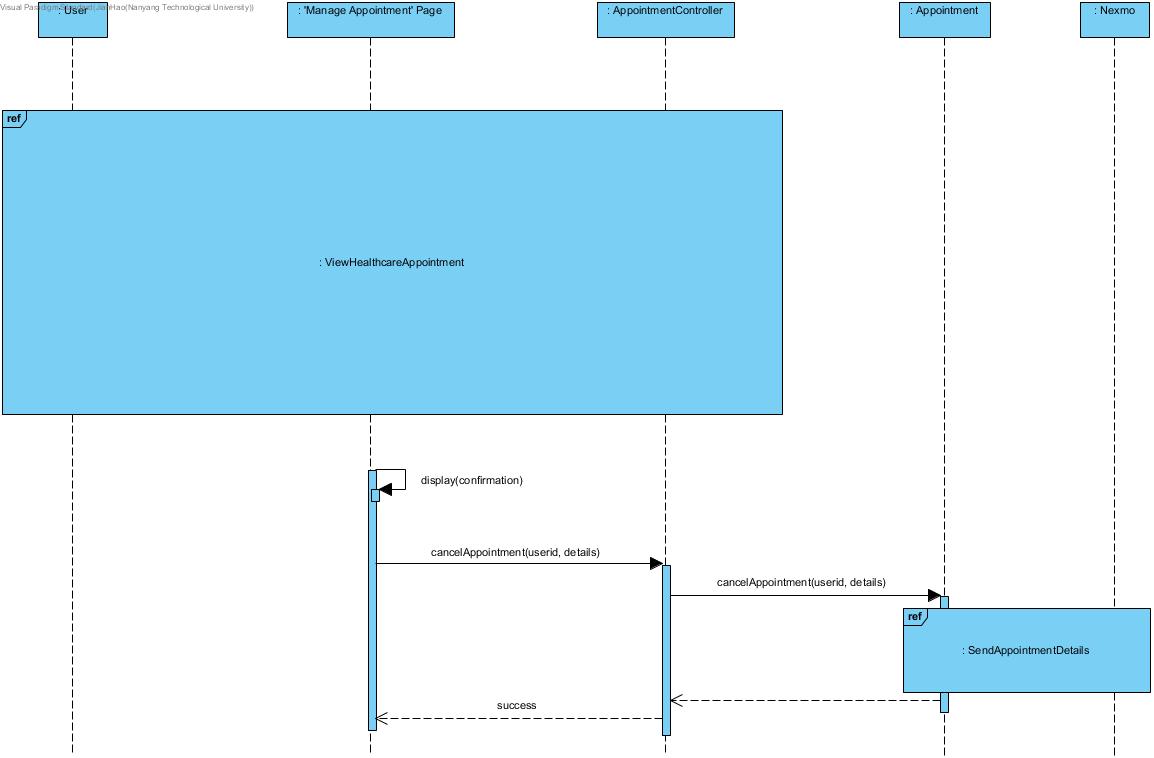 Visual Paradigm Standard(JianHao(Nanyang Technological University))
: User
: 'Manage Appointment' Page
: AppointmentController
: Appointment
: Nexmo
ref
: ViewHealthcareAppointment
display(confirmation)
cancelAppointment(userid, details)
cancelAppointment(userid, details)
ref
: SendAppointmentDetails
success